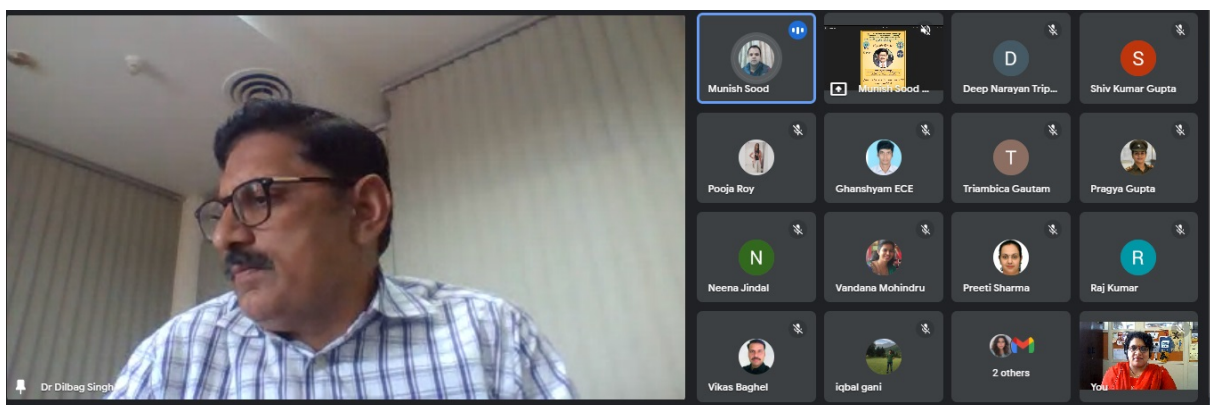 Dr Dilbag Singh
Munish Sood
Munish Sood ...
D
Deep Narayan Trip...
S
Shiv Kumar Gupta
Pooja Roy
Ghanshyam ECE
T
Triambica Gautam
Pragya Gupta
N
Neena Jindal
Vandana Mohindru
Preeti Sharma
R
Raj Kumar
Vikas Baghel
iqbal gani
2 others
You